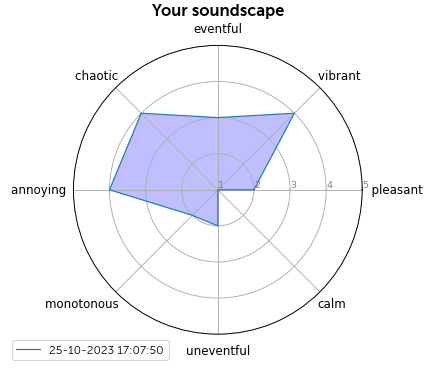 Your soundscape
eventful
chaotic
vibrant
annoying
1 2 3 4 5
pleasant
monotonous
calm
uneventful
25-10-2023 17:07:50